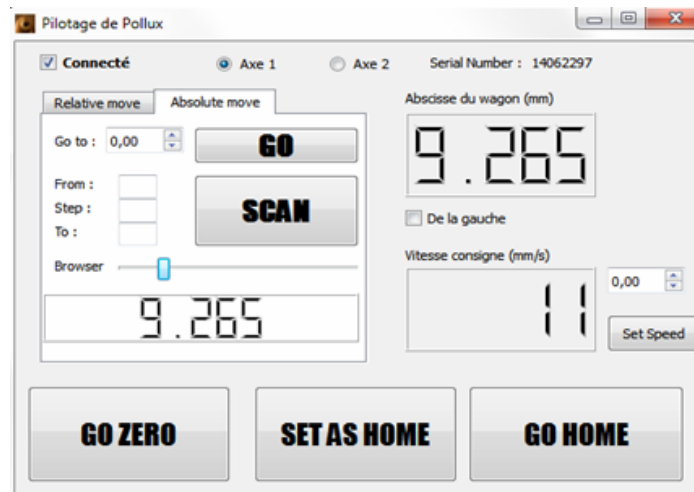 Pilotage de Pollux
Connecté Axe 1 Axe 2 Serial Number : 14062297
Relative move Absolute move
Go to : 0,00 GO
From :
Step :
To :
SCAN
Browser
9.265
Abscisse du wagon (mm)
9.265
De la gauche
Vitesse consigne (mm/s)
11
0,00
Set Speed
GO ZERO SET AS HOME GO HOME